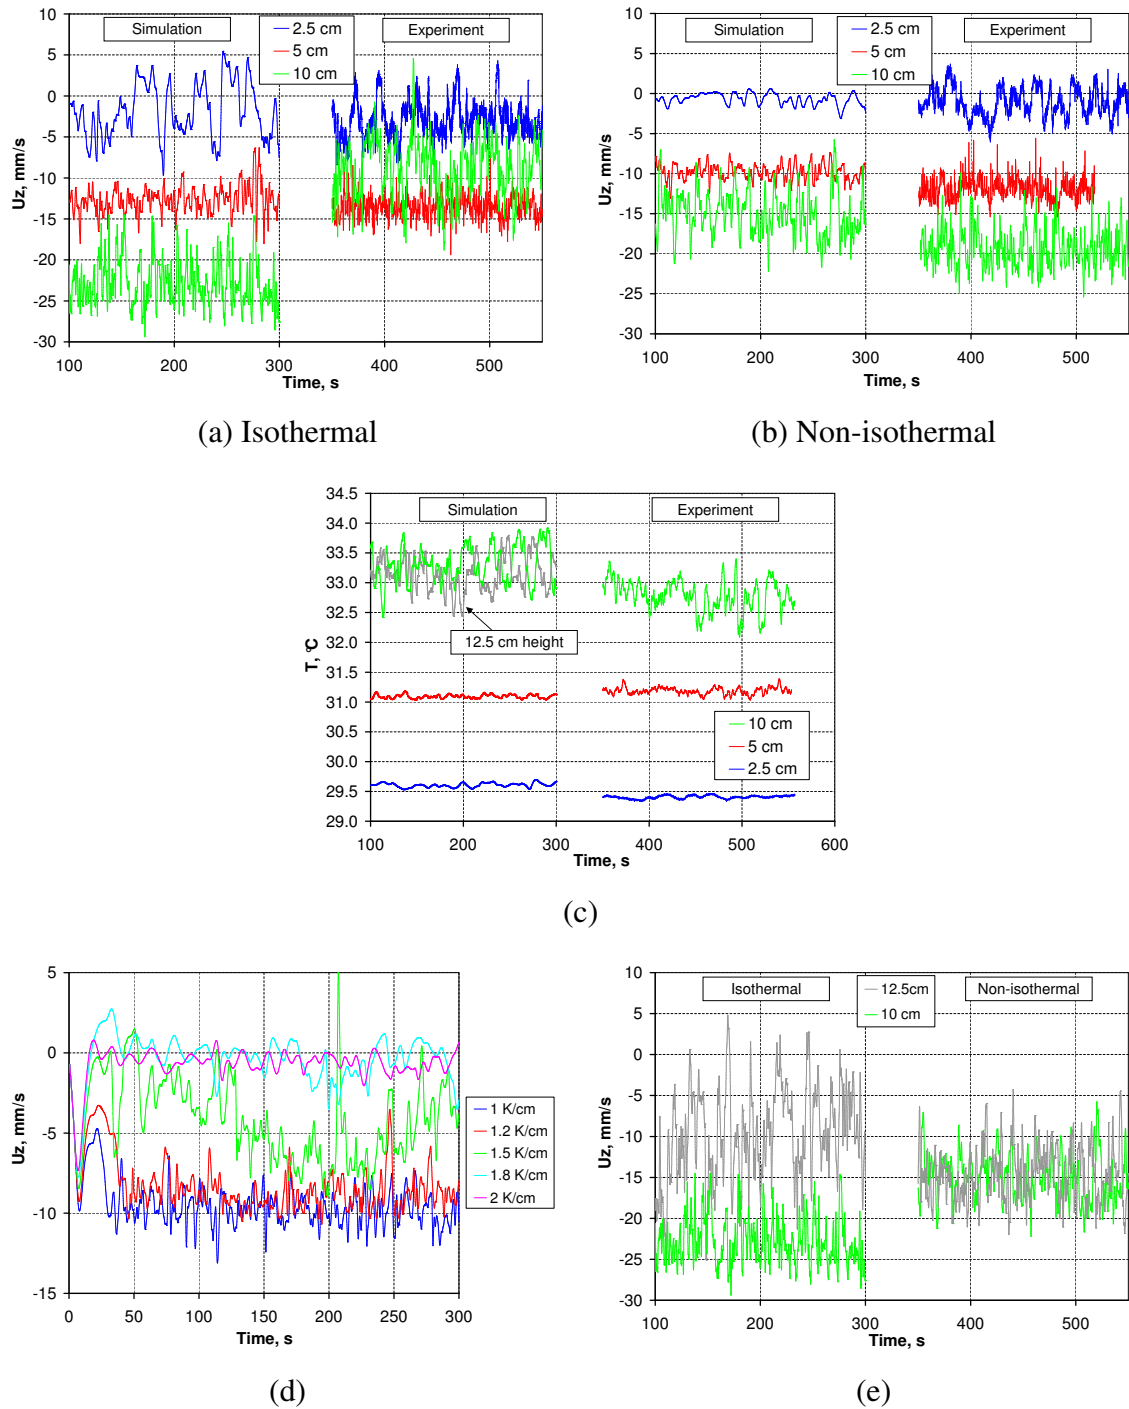 Simulation
2.5 cm
5 cm
10 cm
Experiment
10
5
0
-5
-10
-15
-20
-25
-30
Uz, mm/s
100 200 300 400 500
Time, s
(a) Isothermal
Simulation
2.5 cm
5 cm
10 cm
Experiment
10
5
0
-5
-10
-15
-20
-25
-30
Uz, mm/s
100 200 300 400 500
Time, s
(b) Non-isothermal
34.5
34.0
33.5
33.0
32.5
32.0
31.5
31.0
30.5
30.0
29.5
29.0
T, °C
Simulation
Experiment
12.5 cm height
10 cm
5 cm
2.5 cm
100 200 300 400 500 600
Time, s
(c)
5
0
-5
-10
-15
Uz, mm/s
0 50 100 150 200 250 300
Time, s
1 K/cm
1.2 K/cm
1.5 K/cm
1.8 K/cm
2 K/cm
(d)
10
5
0
-5
-10
-15
-20
-25
-30
Uz, mm/s
Isothermal
12.5cm
10 cm
Non-isothermal
100 200 300 400 500
Time, s
(e)